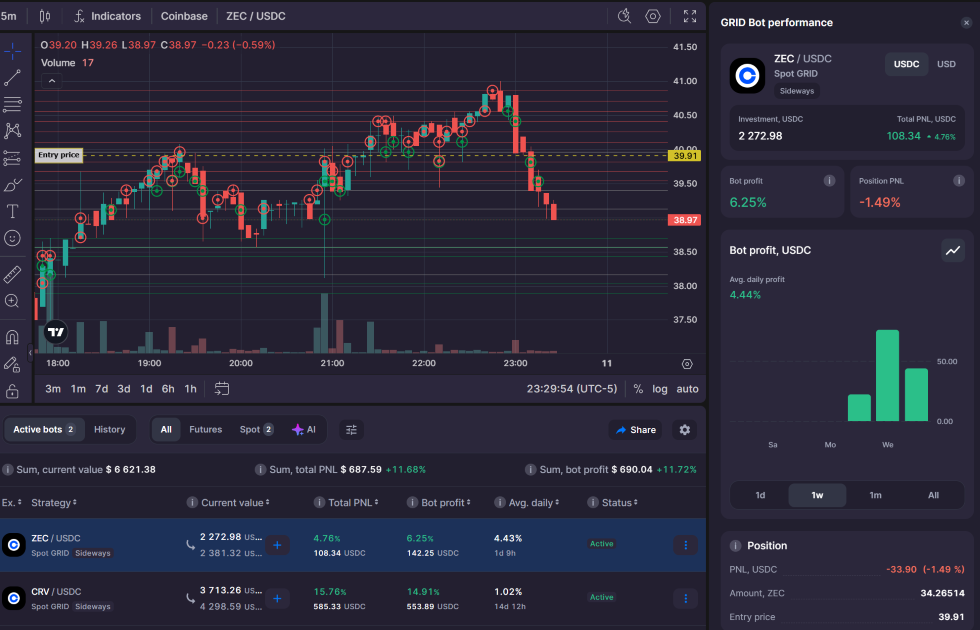 5m Indicators Coinbase ZEC / USDC
O39.20 H39.26 L38.97 C38.97 −0.23 (−0.59%)
Volume 17
41.50
41.00
40.50
40.00
Entry price 39.91
39.50
38.97
38.50
38.00
37.50
18:00 19:00 20:00 21:00 22:00 23:00 11
3m 1m 7d 3d 1d 6h 1h 23:29:54 (UTC-5) % log auto
Active bots 2 History All Futures Spot 2 AI Share
Sum, current value $ 6 621.38 Sum, total PNL $ 687.59 +11.68% Sum, bot profit $ 690.04 +11.72%
Ex. Strategy Current value Total PNL Bot profit Avg. daily Status
ZEC / USDC 2 272.98 US... 4.76% 6.25% 4.43% Active
Spot GRID Sideways 2 381.32 USDC 108.34 USDC 142.25 USDC 1d 9h
CRV / USDC 3 713.26 US... 15.76% 14.91% 1.02% Active
Spot GRID Sideways 4 298.59 US... 585.33 USDC 553.89 USDC 14d 12h
GRID Bot performance
ZEC / USDC USDC USD
Spot GRID
Sideways
Investment, USDC Total PNL, USDC
2 272.98 108.34 4.76%
Bot profit Position PNL
6.25% -1.49%
Bot profit, USDC
Avg. daily profit
4.44%
50.00
0.00
Sa Mo We
1d 1w 1m All
Position
PNL, USDC -33.90 (-1.49 %)
Amount, ZEC 34.26514
Entry price 39.91